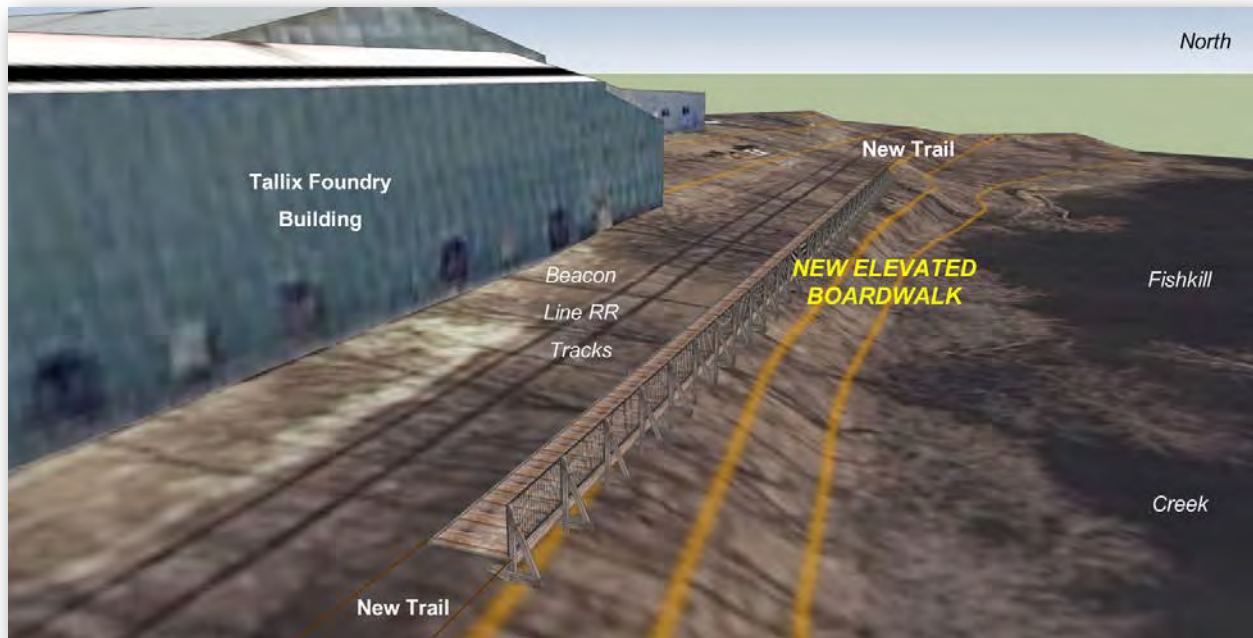 North
New Trail
Tallix Foundry
Building
Beacon
Line RR
Tracks
NEW ELEVATED
BOARDWALK
Fishkill
Creek
New Trail